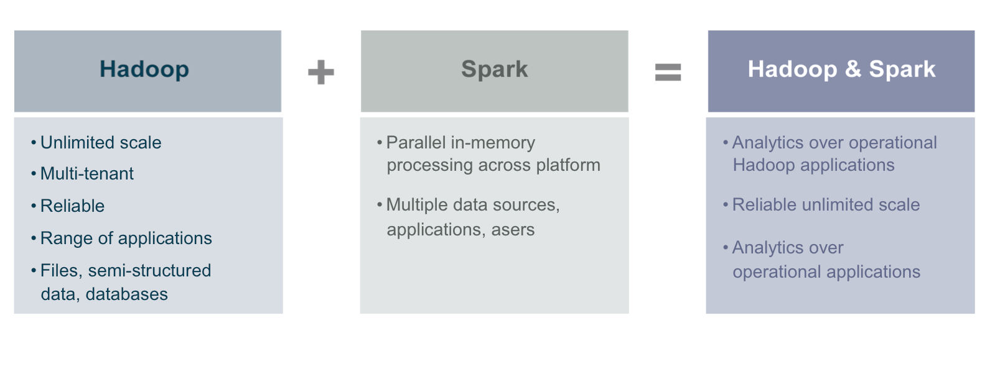 Hadoop
+
Spark
=
Hadoop & Spark
• Unlimited scale
• Multi-tenant
• Reliable
• Range of applications
• Files, semi-structured
data, databases
• Parallel in-memory
processing across platform
• Multiple data sources,
applications, asers
• Analytics over operational
Hadoop applications
• Reliable unlimited scale
• Analytics over
operational applications